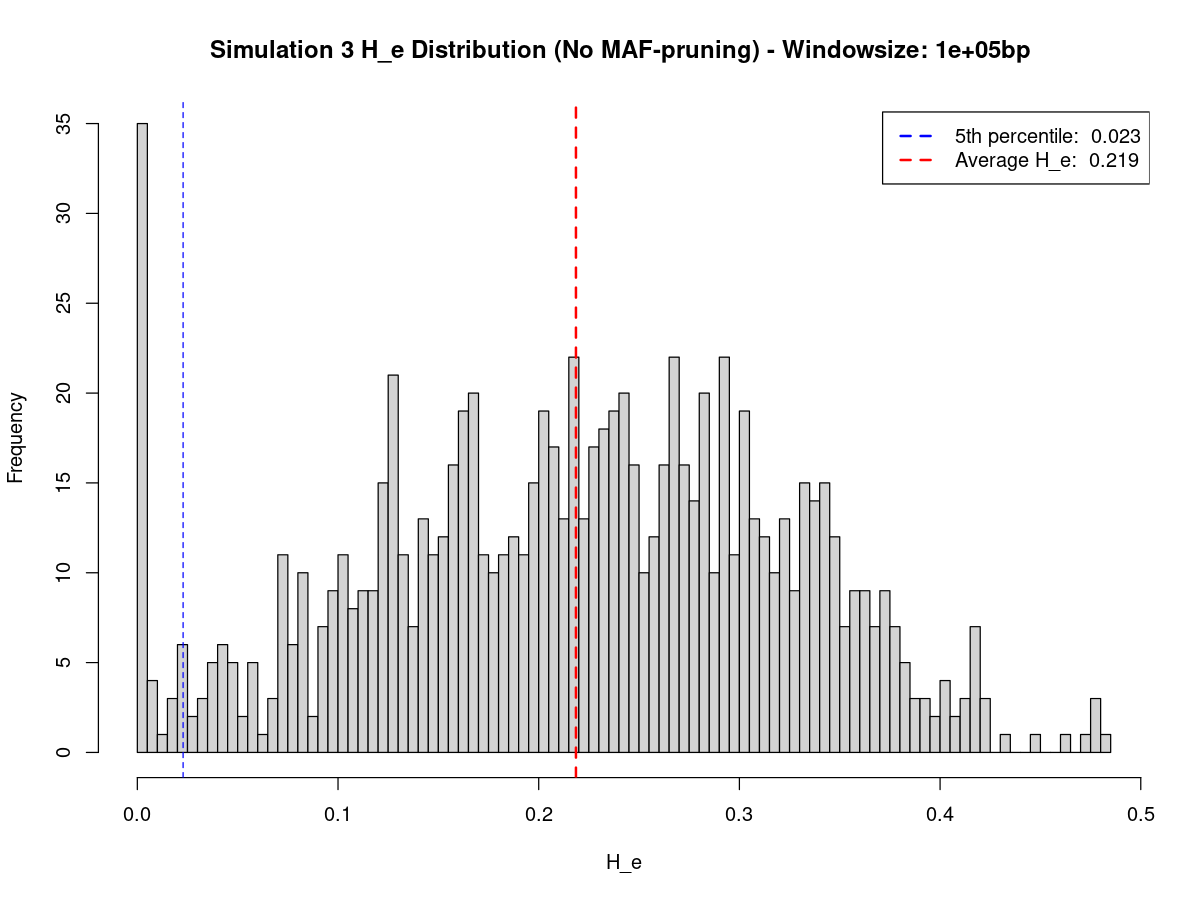 Simulation 3 H_e Distribution (No MAF-pruning) - Windowsize: 1e+05bp
5th percentile: 0.023
Average H_e: 0.219
Frequency
35
30
25
20
15
10
5
0
0.0 0.1 0.2 0.3 0.4 0.5
H_e